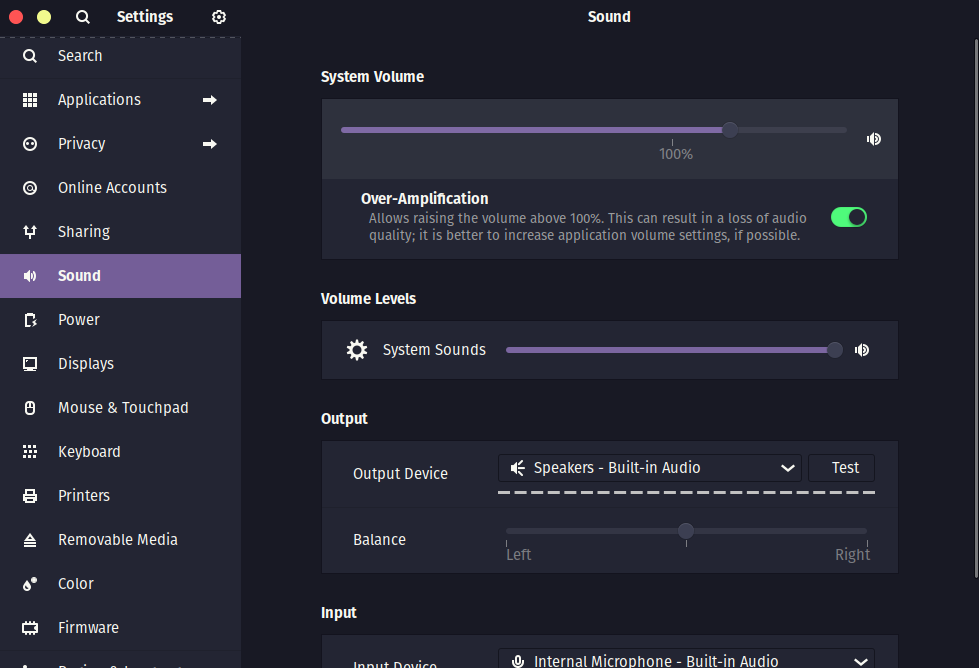 Settings
Sound
Search
Applications
Privacy
Online Accounts
Sharing
Sound
Power
Displays
Mouse & Touchpad
Keyboard
Printers
Removable Media
Color
Firmware
System Volume
100%
Over-Amplification
Allows raising the volume above 100%. This can result in a loss of audio
quality; it is better to increase application volume settings, if possible.
Volume Levels
System Sounds
Output
Output Device
Speakers - Built-in Audio
Test
Balance
Left
Right
Input
Input Device
Internal Microphone - Built-in Audio